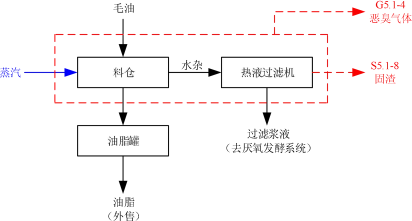 毛油
G5.1-4
恶臭气体
蒸汽
料仓
水杂
热液过滤机
S5.1-8
固渣
油脂罐
过滤浆液
（去厌氧发酵系统）
油脂
（外售）